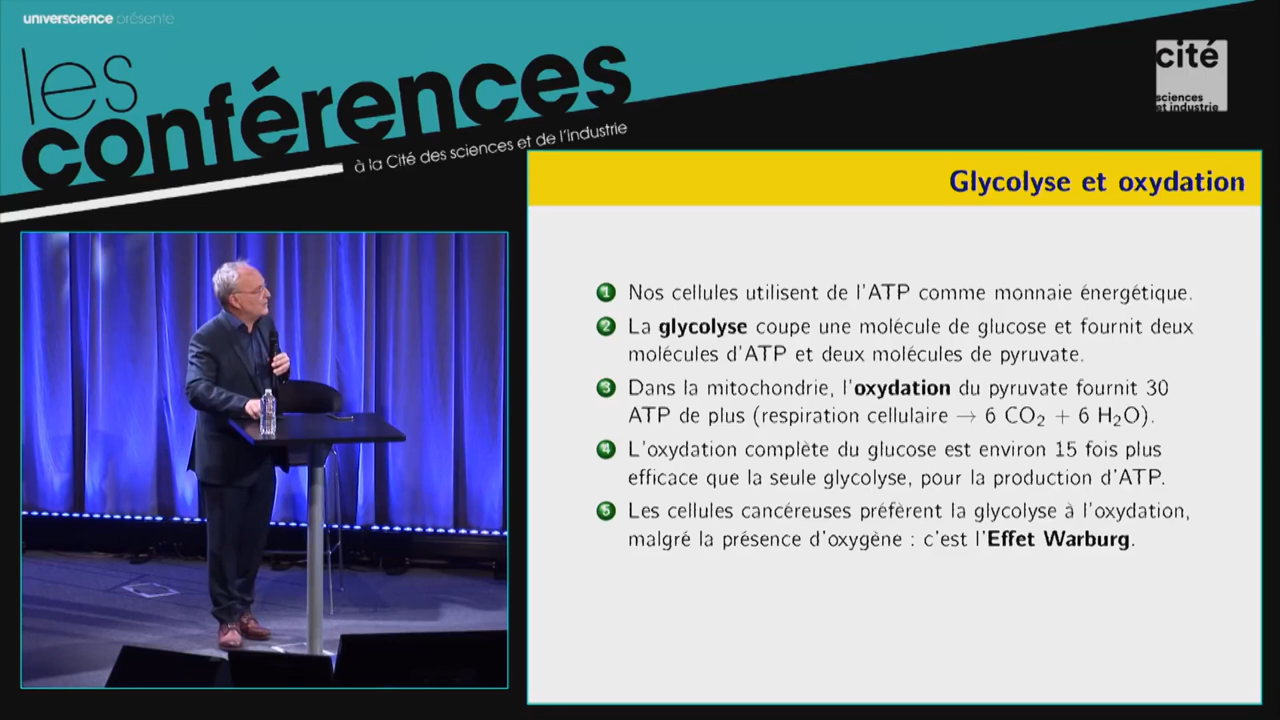 universcience présente
les
conférences
à la Cité des sciences et de l'industrie
cité
sciences
et industrie
Glycolyse et oxydation
1 Nos cellules utilisent de l'ATP comme monnaie énergétique.
2 La glycolyse coupe une molécule de glucose et fournit deux
molécules d'ATP et deux molécules de pyruvate.
3 Dans la mitochondrie, l'oxydation du pyruvate fournit 30
ATP de plus (respiration cellulaire → 6 CO₂ + 6 H₂O).
4 L'oxydation complète du glucose est environ 15 fois plus
efficace que la seule glycolyse, pour la production d'ATP.
5 Les cellules cancéreuses préfèrent la glycolyse à l'oxydation,
malgré la présence d'oxygène : c'est l'Effet Warburg.